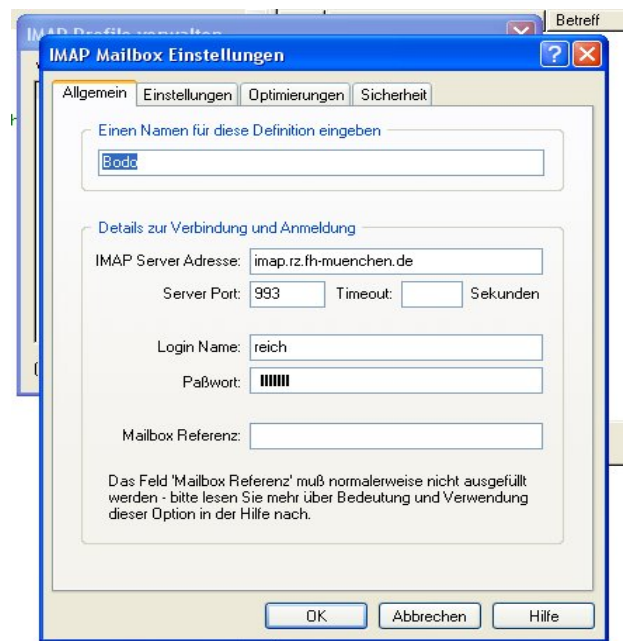 Betreff
IMAP Profile verwalten
IMAP Mailbox Einstellungen
Allgemein Einstellungen Optimierungen Sicherheit
Einen Namen für diese Definition eingeben
Bodo
Details zur Verbindung und Anmeldung
IMAP Server Adresse: imap.rz.fh-muenchen.de
Server Port: 993 Timeout: Sekunden
Login Name: reich
Paßwort:
Mailbox Referenz:
Das Feld 'Mailbox Referenz' muß normalerweise nicht ausgefüllt
werden - bitte lesen Sie mehr über Bedeutung und Verwendung
dieser Option in der Hilfe nach.
OK Abbrechen Hilfe